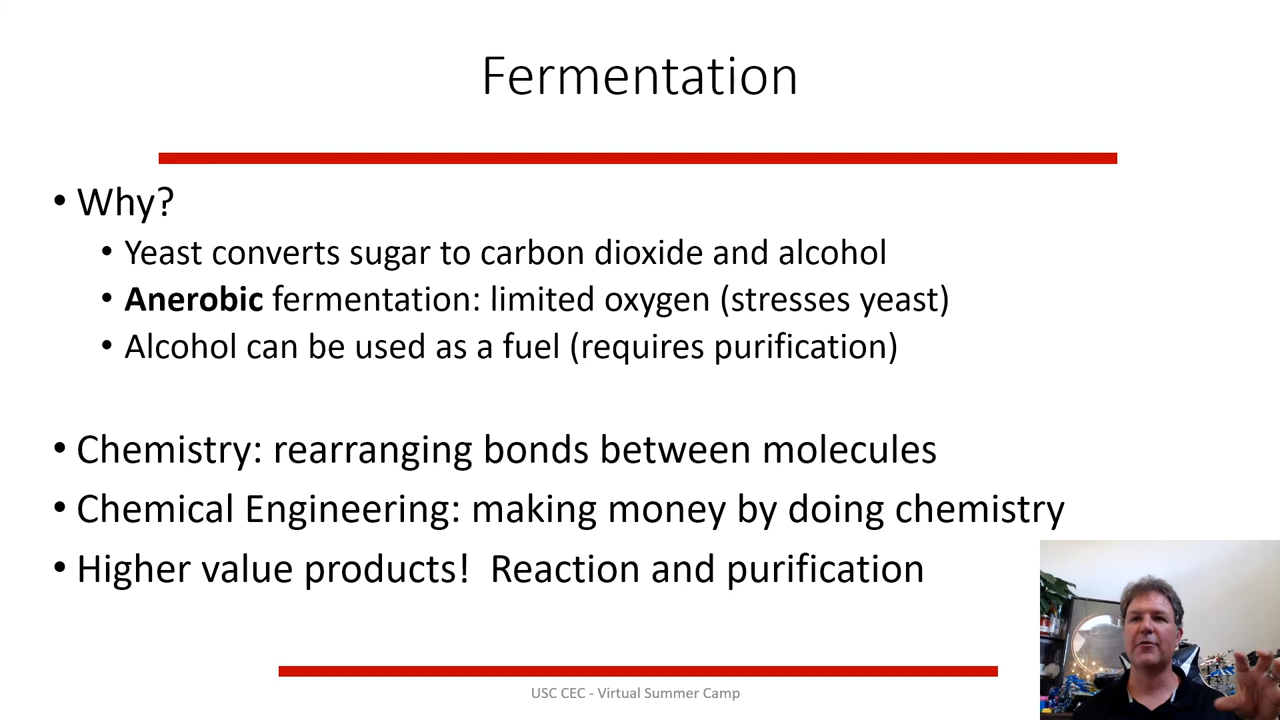 Fermentation
• Why?
• Yeast converts sugar to carbon dioxide and alcohol
• Anerobic fermentation: limited oxygen (stresses yeast)
• Alcohol can be used as a fuel (requires purification)
• Chemistry: rearranging bonds between molecules
• Chemical Engineering: making money by doing chemistry
• Higher value products!  Reaction and purification
USC CEC - Virtual Summer Camp